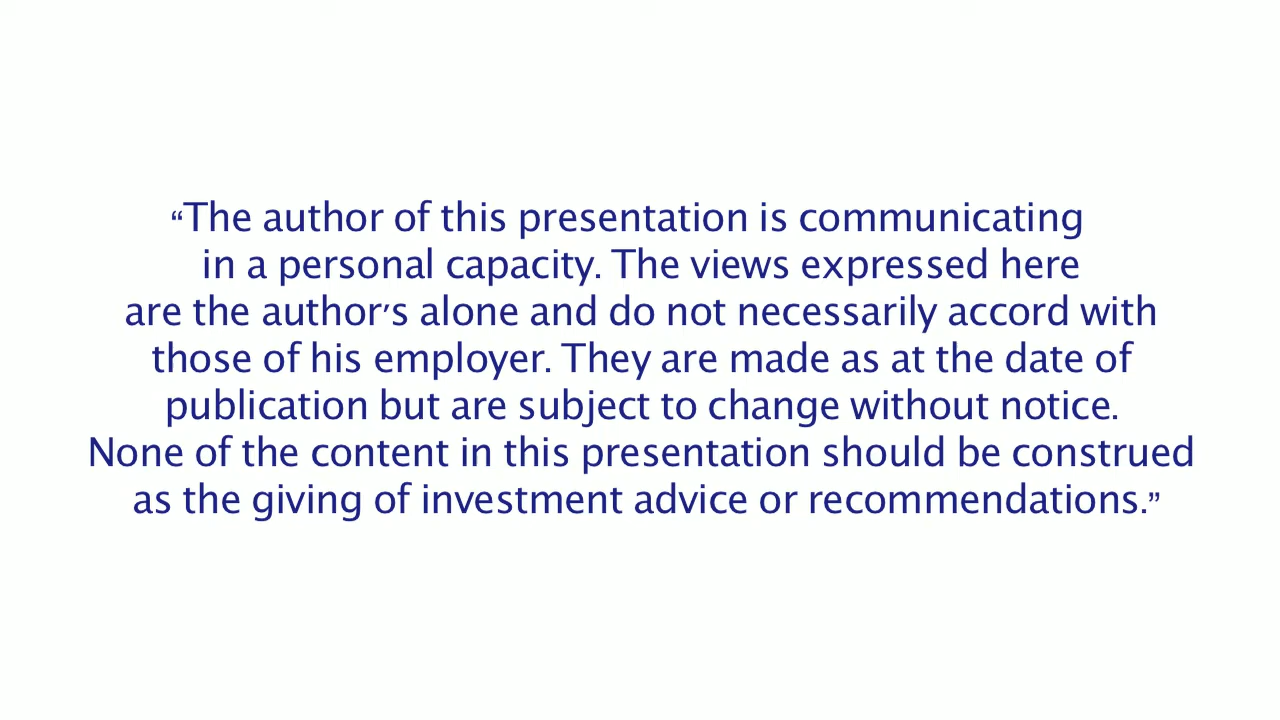 “The author of this presentation is communicating
in a personal capacity. The views expressed here
are the author’s alone and do not necessarily accord with
those of his employer. They are made as at the date of
publication but are subject to change without notice.
None of the content in this presentation should be construed
as the giving of investment advice or recommendations.”